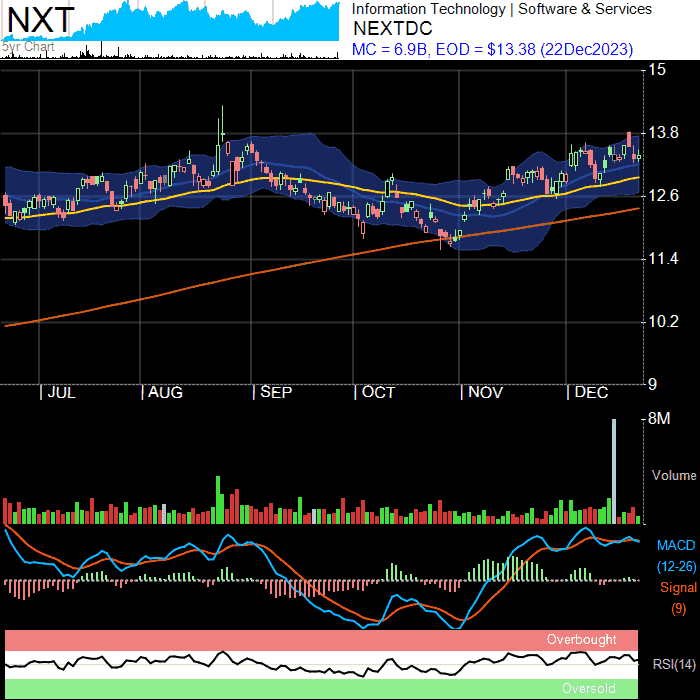 NXT
5yr Chart
Information Technology | Software & Services
NEXTDC
MC = 6.9B, EOD = $13.38 (22Dec2023)
15
13.8
12.6
11.4
10.2
9
JUL AUG SEP OCT NOV DEC
8M
Volume
MACD
(12-26)
Signal
(9)
Overbought
RSI(14)
Oversold